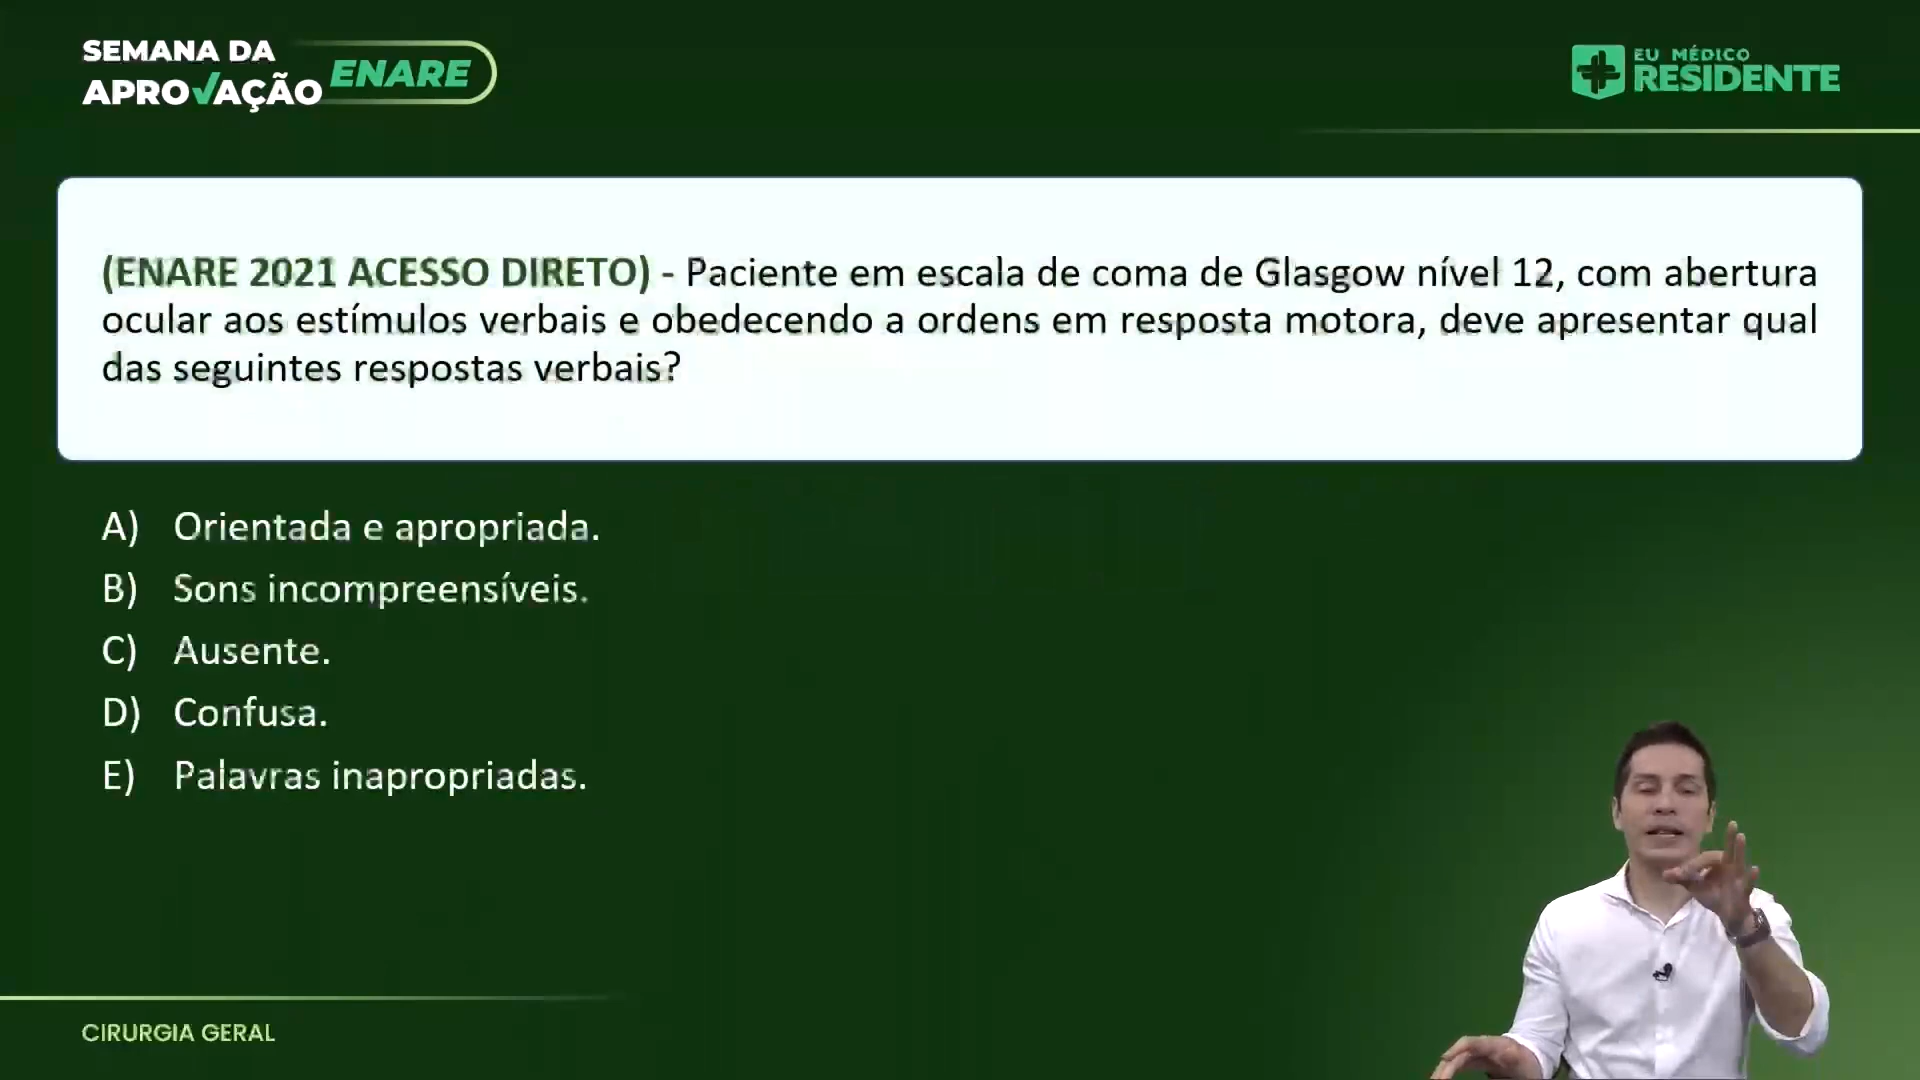 SEMANA DA
APROVAÇÃO ENARE
EU MÉDICO
RESIDENTE
(ENARE 2021 ACESSO DIRETO) - Paciente em escala de coma de Glasgow nível 12, com abertura
ocular aos estímulos verbais e obedecendo a ordens em resposta motora, deve apresentar qual
das seguintes respostas verbais?
A) Orientada e apropriada.
B) Sons incompreensíveis.
C) Ausente.
D) Confusa.
E) Palavras inapropriadas.
CIRURGIA GERAL